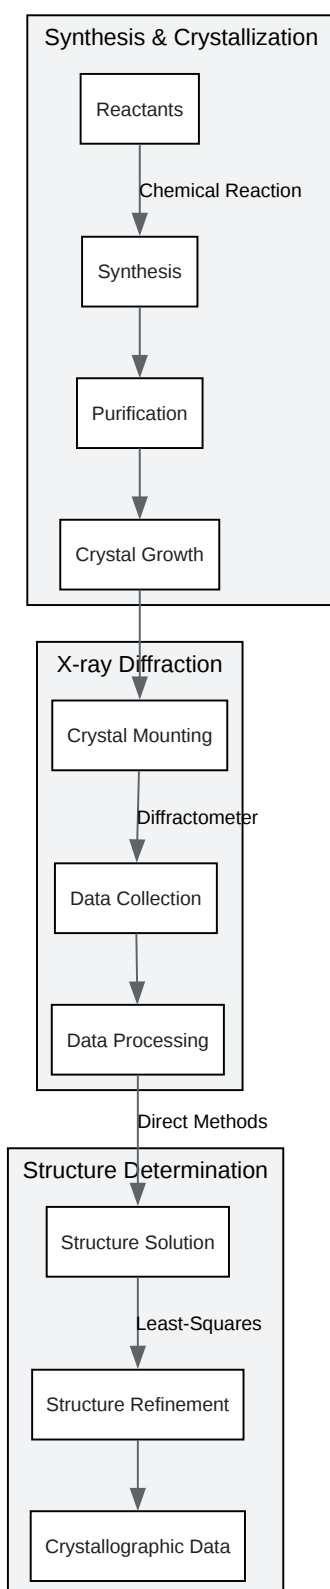 Synthesis & Crystallization
Reactants
Chemical Reaction
Synthesis
Purification
Crystal Growth
X-ray Diffraction
Crystal Mounting
Diffractometer
Data Collection
Data Processing
Direct Methods
Structure Determination
Structure Solution
Least-Squares
Structure Refinement
Crystallographic Data